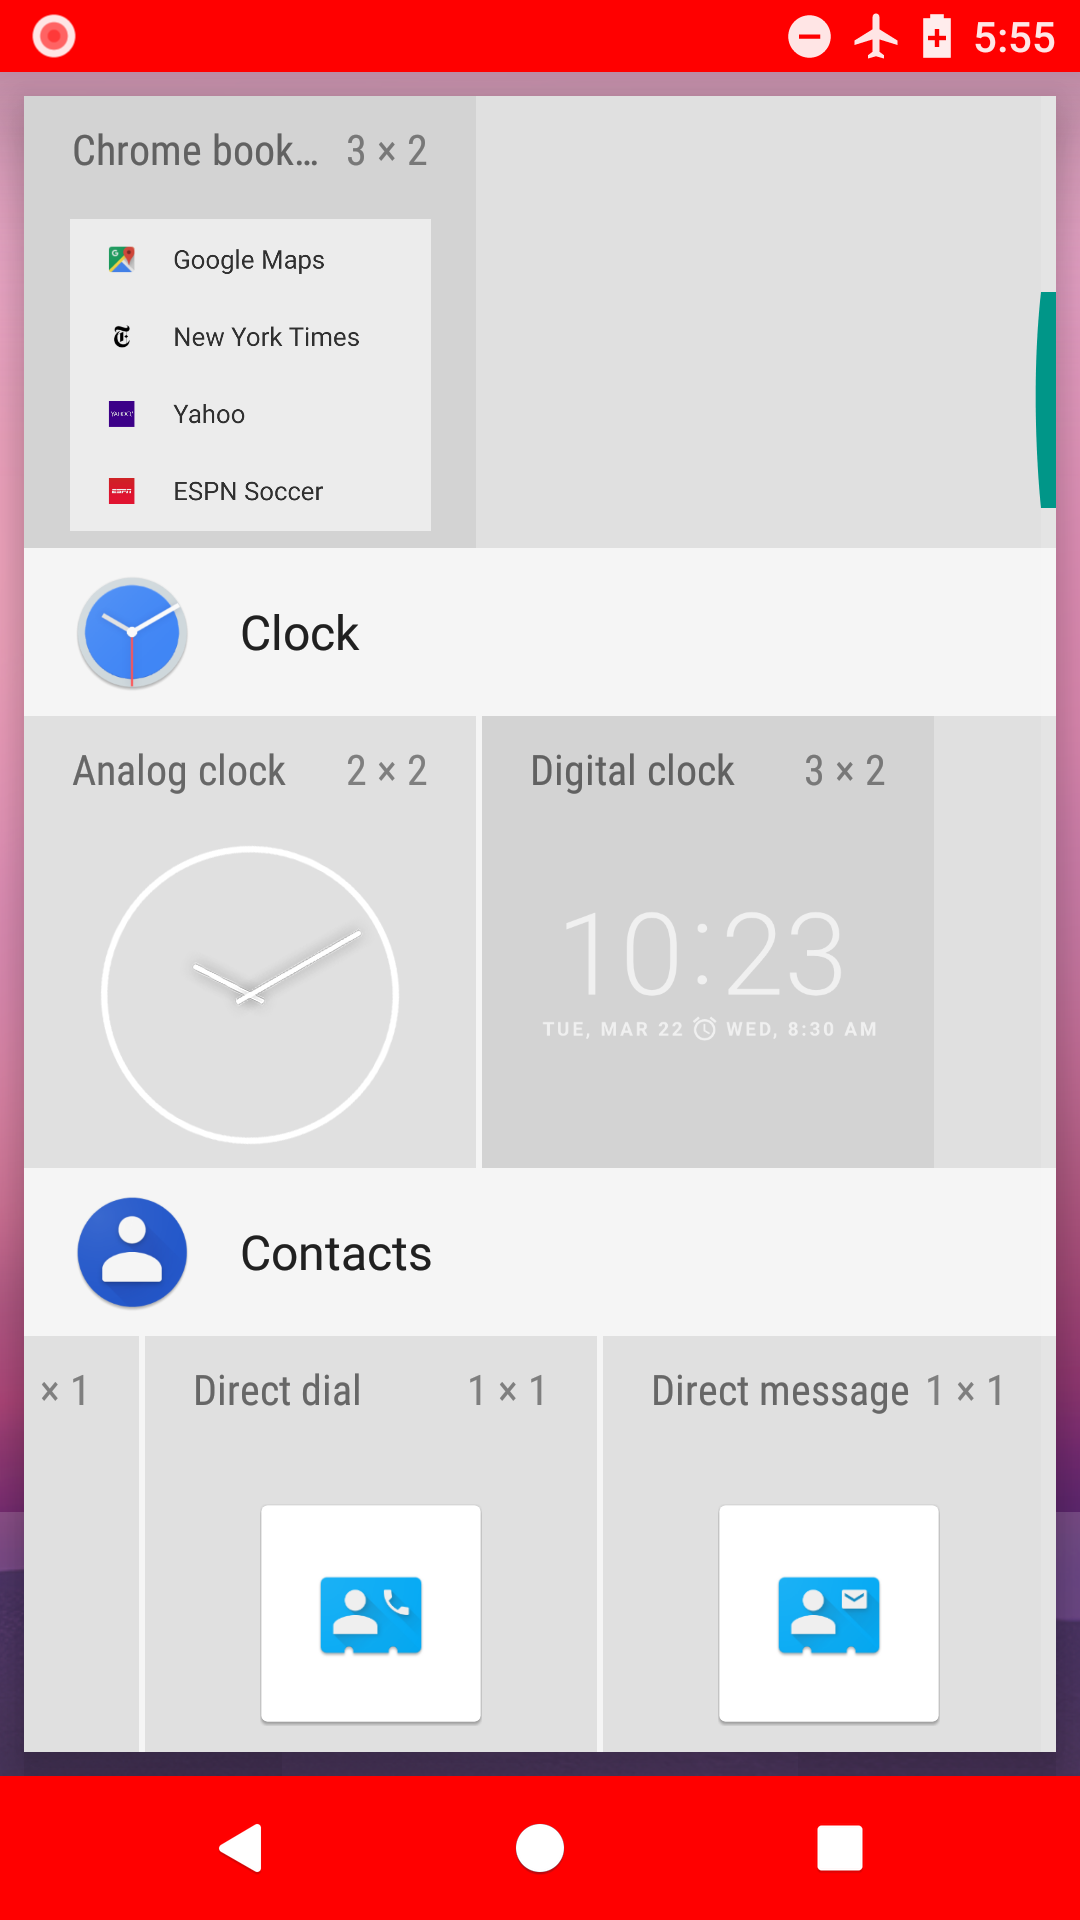 5:55
Chrome book... 3 × 2
Google Maps
New York Times
Yahoo
ESPN Soccer
Clock
Analog clock 2 × 2
Digital clock 3 × 2
10:23
TUE, MAR 22 WED, 8:30 AM
Contacts
× 1
Direct dial 1 × 1
Direct message 1 × 1